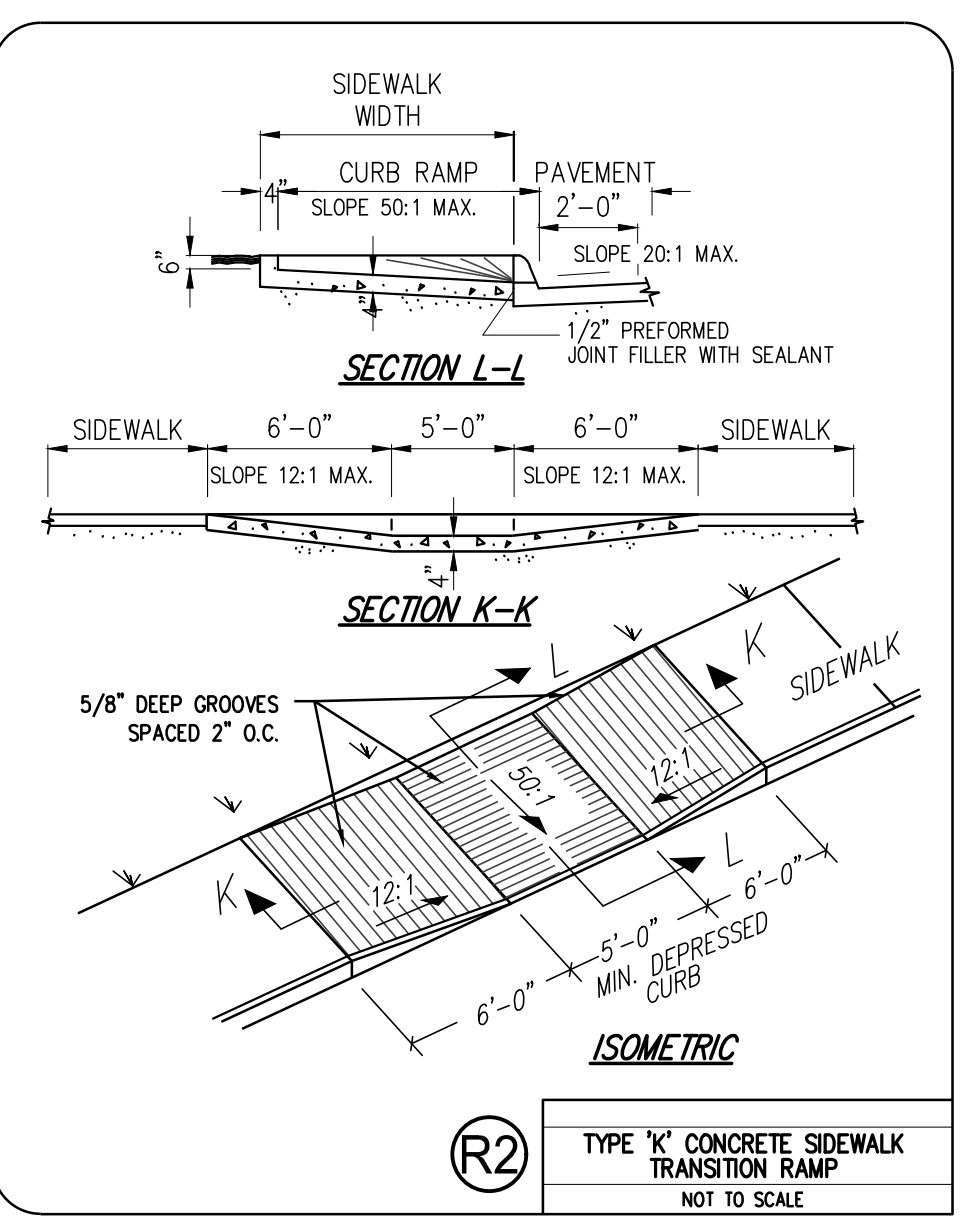 SIDEWALK
WIDTH
4"
CURB RAMP
PAVEMENT
SLOPE 50:1 MAX.
2'-0"
6"
SLOPE 20:1 MAX.
4"
1/2" PREFORMED
JOINT FILLER WITH SEALANT
SECTION L-L
SIDEWALK
6'-0"
5'-0"
6'-0"
SIDEWALK
SLOPE 12:1 MAX.
SLOPE 12:1 MAX.
4"
SECTION K-K
5/8" DEEP GROOVES
SPACED 2" O.C.
L
K
SIDEWALK
50:1
12:1
K
12:1
L
6'-0"
5'-0"
MIN. DEPRESSED
CURB
6'-0"
ISOMETRIC
R2
TYPE 'K' CONCRETE SIDEWALK
TRANSITION RAMP
NOT TO SCALE